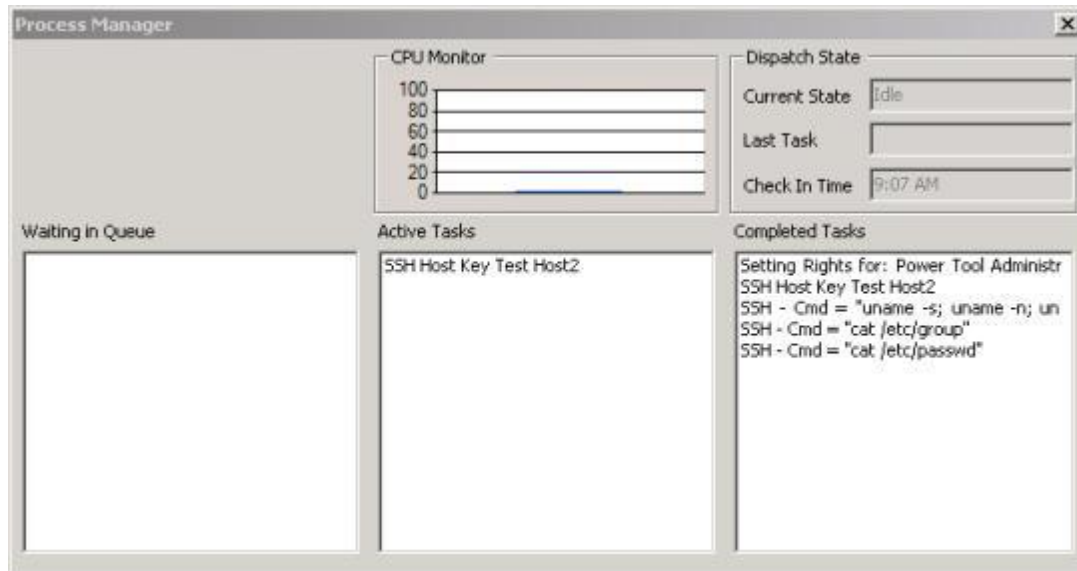 Process Manager
CPU Monitor
100
80
60
40
20
0
Dispatch State
Current State Idle
Last Task
Check In Time 9:07 AM
Waiting in Queue
Active Tasks
SSH Host Key Test Host2
Completed Tasks
Setting Rights for: Power Tool Administr
SSH Host Key Test Host2
SSH - Cmd = "uname -s; uname -n; un
SSH - Cmd = "cat /etc/group"
SSH - Cmd = "cat /etc/passwd"